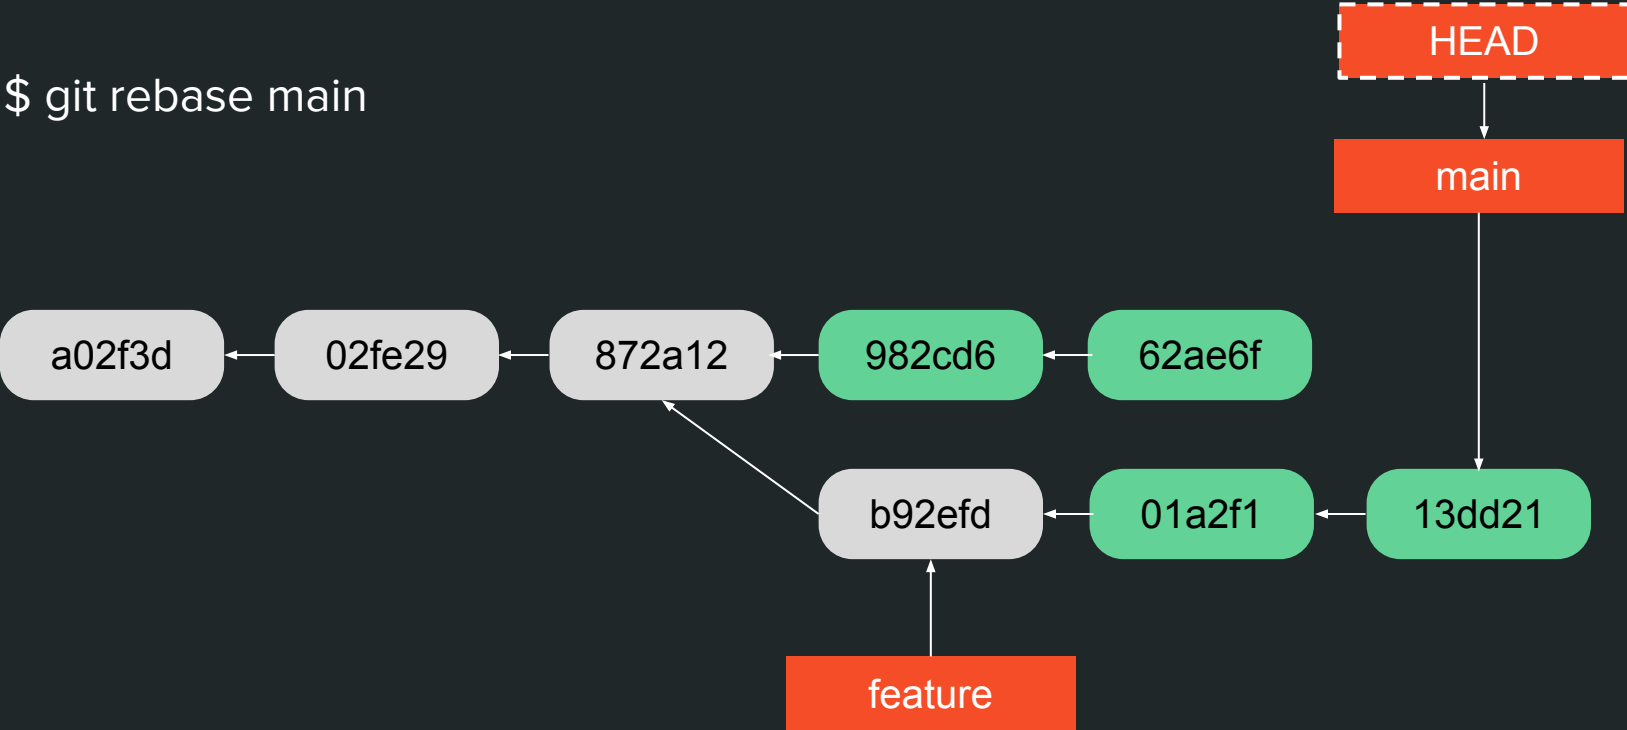 HEAD
$ git rebase main
main
a02f3d
02fe29
872a12
982cd6
62ae6f
b92efd
01a2f1
13dd21
feature